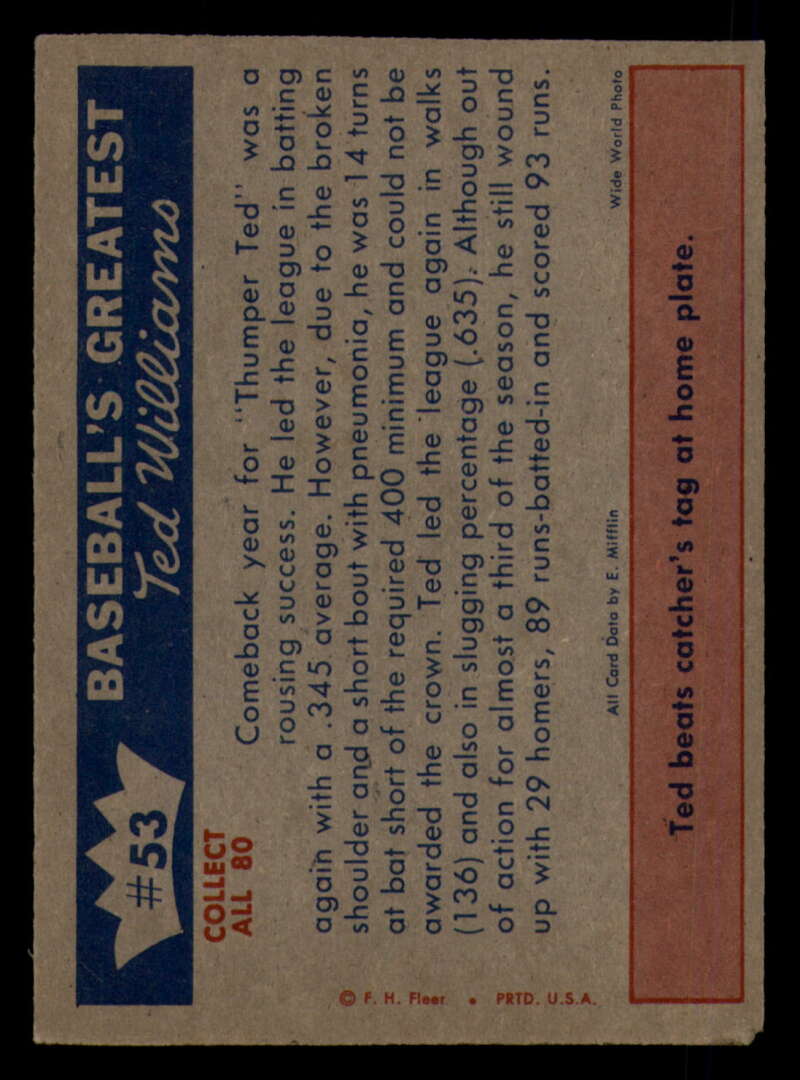 #53
BASEBALL'S GREATEST
Ted Williams
COLLECT
ALL 80
Comeback year for "Thumper Ted" was a
rousing success. He led the league in batting
again with a .345 average. However, due to the broken
shoulder and a short bout with pneumonia, he was 14 turns
at bat short of the required 400 minimum and could not be
awarded the crown. Ted led the league again in walks
(136) and also in slugging percentage (.635). Although out
of action for almost a third of the season, he still wound
up with 29 homers, 89 runs-batted-in and scored 93 runs.
© F. H. Fleer • PRTD. U.S.A.
All Card Data by E. Mifflin
Wide World Photo
Ted beats catcher's tag at home plate.